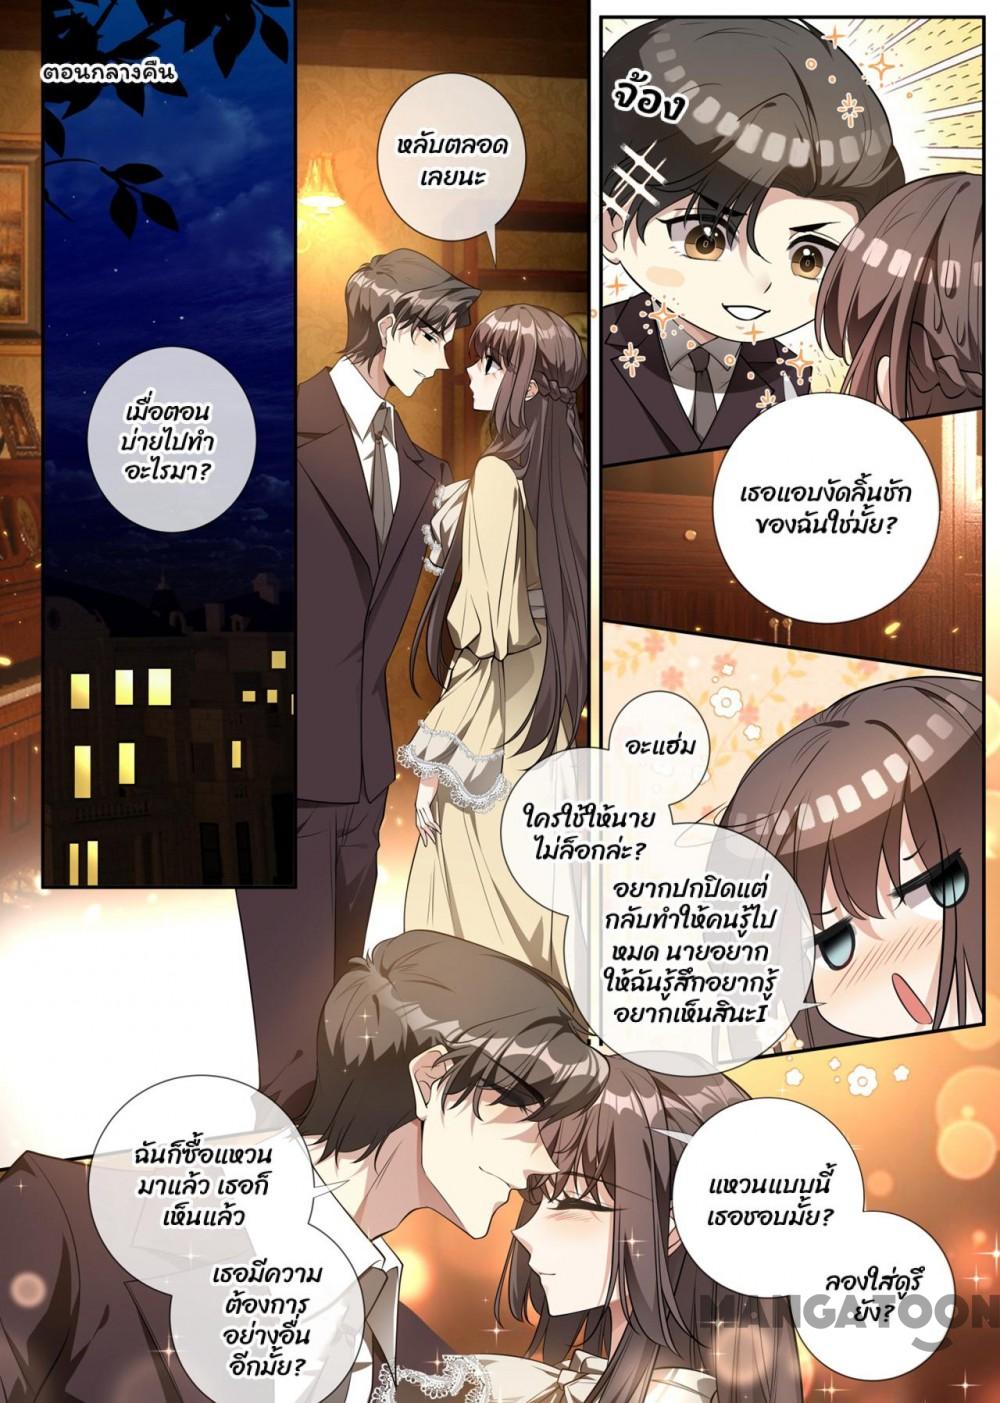 ตอนกลางคืน
เมื่อตอน
บ่ายไปทำ
อะไรมา?
หลับตลอด
เลยนะ
จ้อง
เธอแอบงัดลิ้นชัก
ของฉันใช่มั้ย?
อะแฮ่ม
ใครใช้ให้นาย
ไม่ล็อกล่ะ?
อยากปกปิดแต่
กลับทำให้คนรู้ไป
หมด นายอยาก
ให้ฉันรู้สึกอยากรู้
อยากเห็นสินะI
แหวนแบบนี้
เธอชอบมั้ย?
ลองใส่ดูรึ
ยัง?
ฉันก็ซื้อแหวน
มาแล้ว เธอก็
เห็นแล้ว
เธอมีความ
ต้องการ
อย่างอื่น
อีกมั้ย?
MANGATOON